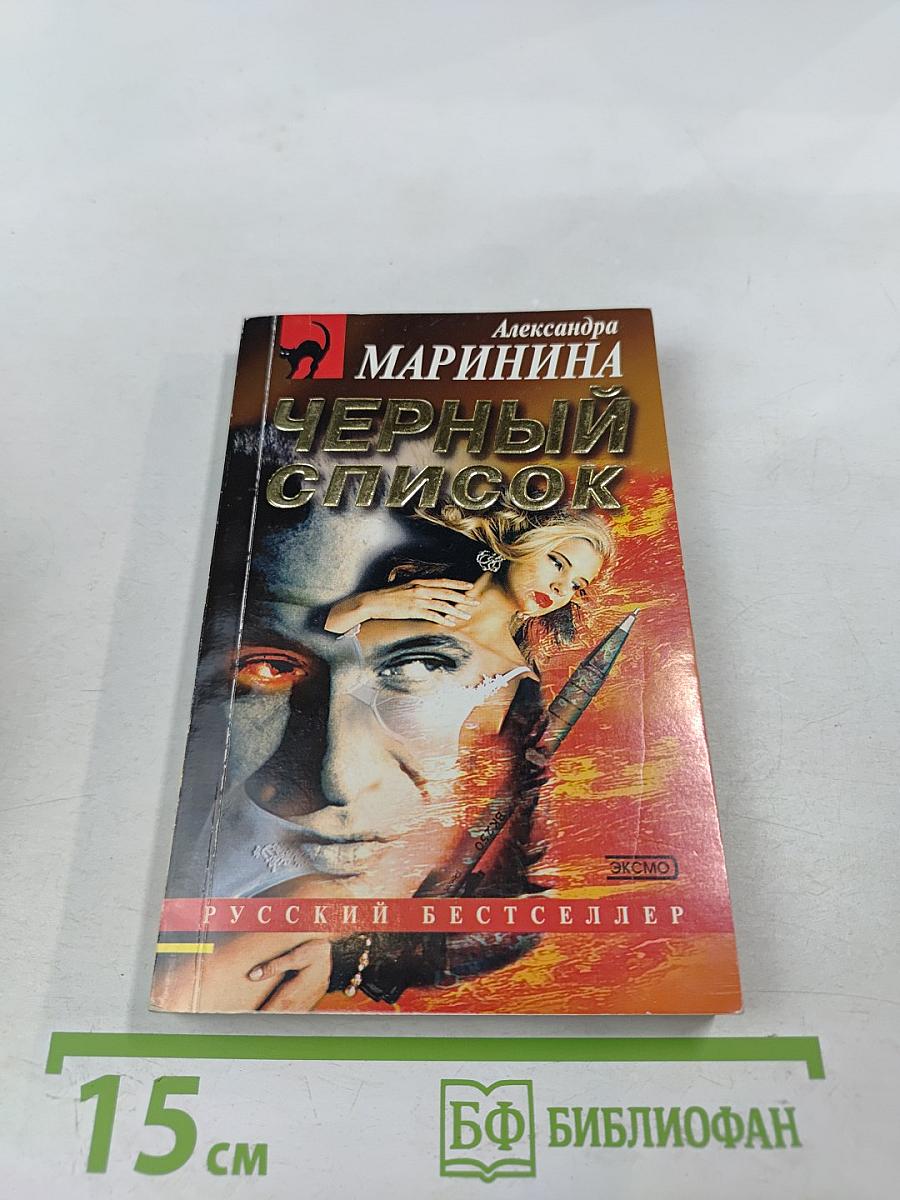 Александра
МАРИНИНА
ЧЕРНЫЙ
СПИСОК
ЭКСМО
РУССКИЙ БЕСТСЕЛЛЕР
15 см
БФ БИБЛИОФАН